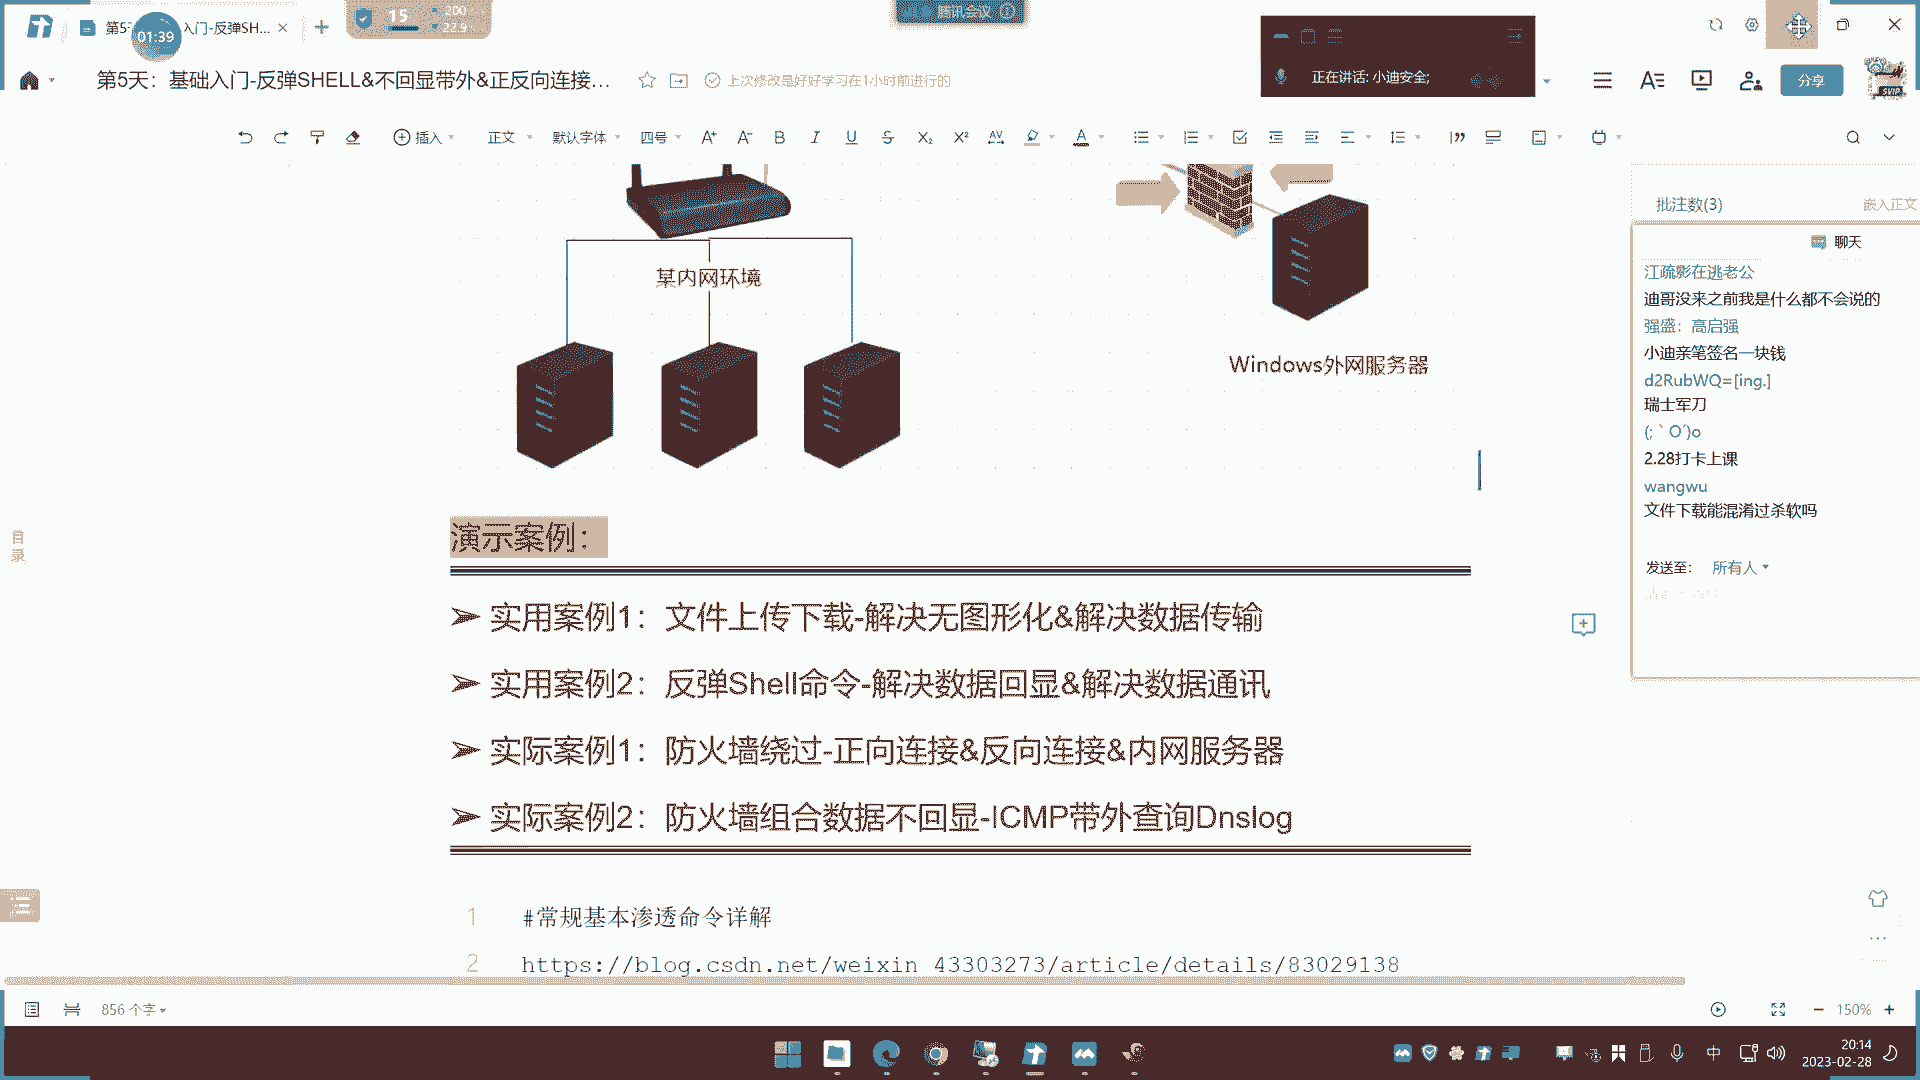 第5
入门-反弹SH...
01:39
15
200
22.9
腾讯会议
第5天：基础入门-反弹SHELL&不回显带外&正反向连接...
上次修改是好好学习在1小时前进行的
正在讲话: 小迪安全;
分享
SVIP
插入
正文
默认字体
四号
某内网环境
Windows外网服务器
批注数(3)
嵌入正文
聊天
江疏影在逃老公
迪哥没来之前我是什么都不会说的
强盛：高启强
小迪亲笔签名一块钱
d2RubWQ=[ing.]
瑞士军刀
(; ` O´)o
2.28打卡上课
wangwu
文件下载能混淆过杀软吗
发送至：
所有人
目录
演示案例：
➢ 实用案例1：文件上传下载-解决无图形化&解决数据传输
➢ 实用案例2：反弹Shell命令-解决数据回显&解决数据通讯
➢ 实际案例1：防火墙绕过-正向连接&反向连接&内网服务器
➢ 实际案例2：防火墙组合数据不回显-ICMP带外查询Dnslog
1 #常规基本渗透命令详解
2 https://blog.csdn.net/weixin_43303273/article/details/83029138
856 个字
150%
中
20:14
2023-02-28